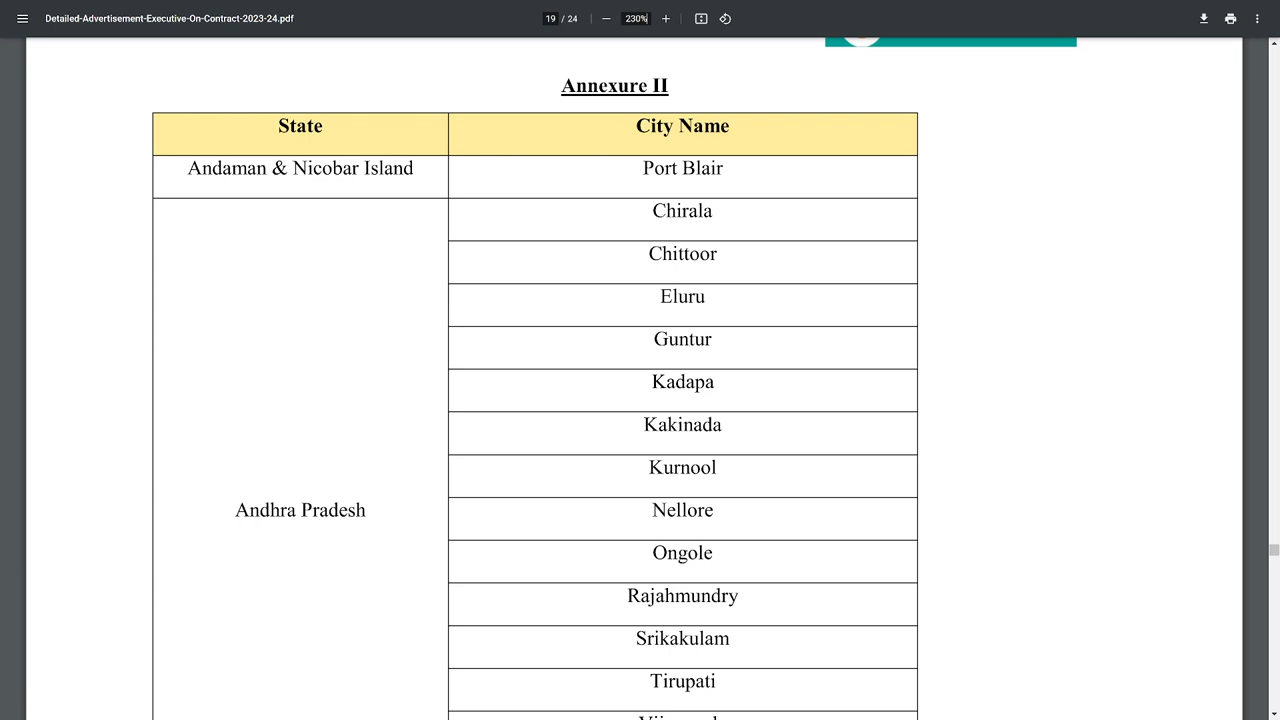 Detailed-Advertisement-Executive-On-Contract-2023-24.pdf
19 / 24
230%
Annexure II
State City Name
Andaman & Nicobar Island Port Blair
Chirala
Chittoor
Eluru
Guntur
Kadapa
Kakinada
Kurnool
Andhra Pradesh Nellore
Ongole
Rajahmundry
Srikakulam
Tirupati